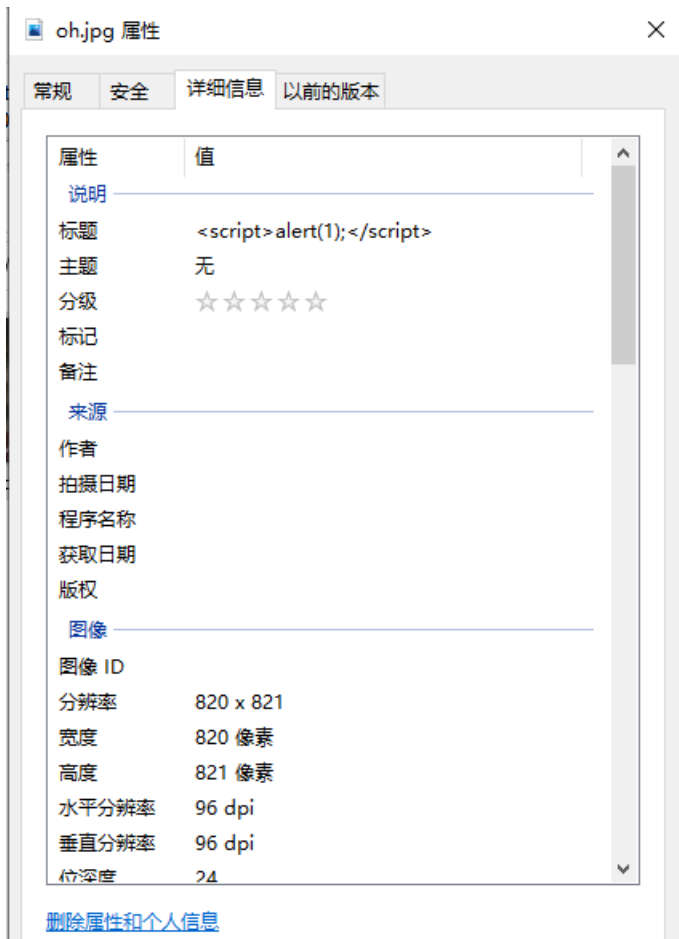 oh.jpg 属性
常规 安全 详细信息 以前的版本
属性 值
说明
标题 <script>alert(1);</script>
主题 无
分级
标记
备注
来源
作者
拍摄日期
程序名称
获取日期
版权
图像
图像 ID
分辨率 820 x 821
宽度 820 像素
高度 821 像素
水平分辨率 96 dpi
垂直分辨率 96 dpi
位深度 24
删除属性和个人信息